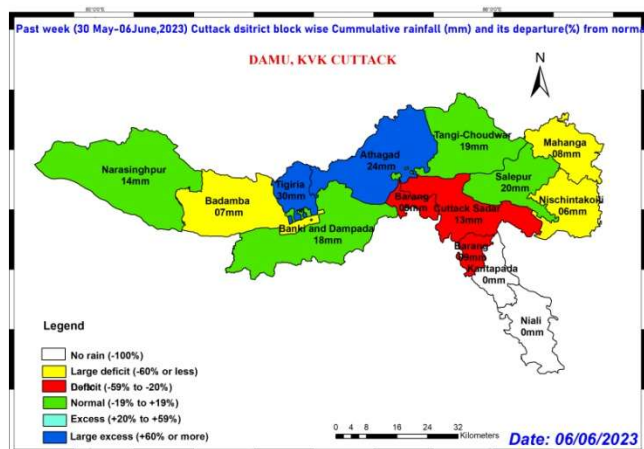 Past week (30 May-06June,2023) Cuttack dsitrict block wise Cummulative rainfall (mm) and its departure(%) from norma
DAMU, KVK CUTTACK
N
Tangi-Choudwar
19mm
Mahanga
08mm
Athagad
24mm
Narasinghpur
14mm
Salepur
20mm
Tigiria
30mm
Badamba
07mm
Nischintakoili
06mm
Barang
09mm
Cuttack Sadar
13mm
Banki and Dampada
18mm
Barang
09mm
Kantapada
0mm
Niali
0mm
Legend
No rain (-100%)
Large deficit (-60% or less)
Deficit (-59% to -20%)
Normal (-19% to +19%)
Excess (+20% to +59%)
Large excess (+60% or more)
0 4 8 16 24 32
Kilometers
Date: 06/06/2023